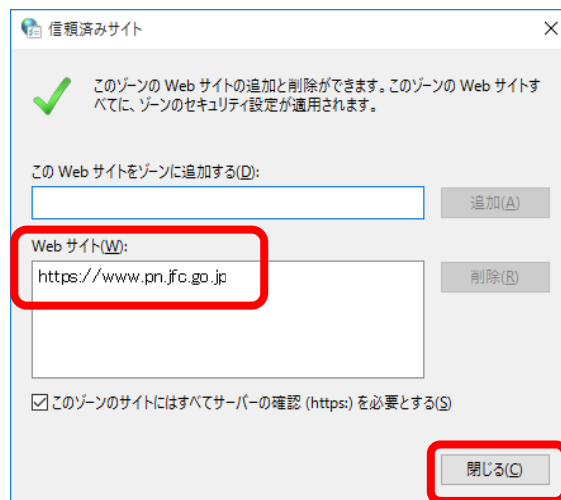 信頼済みサイト
このゾーンの Web サイトの追加と削除ができます。このゾーンの Web サイトす
べてに、ゾーンのセキュリティ設定が適用されます。
この Web サイトをゾーンに追加する(D):
追加(A)
Web サイト(W):
https://www.pn.jfc.go.jp
削除(R)
このゾーンのサイトにはすべてサーバーの確認 (https:) を必要とする(S)
閉じる(C)